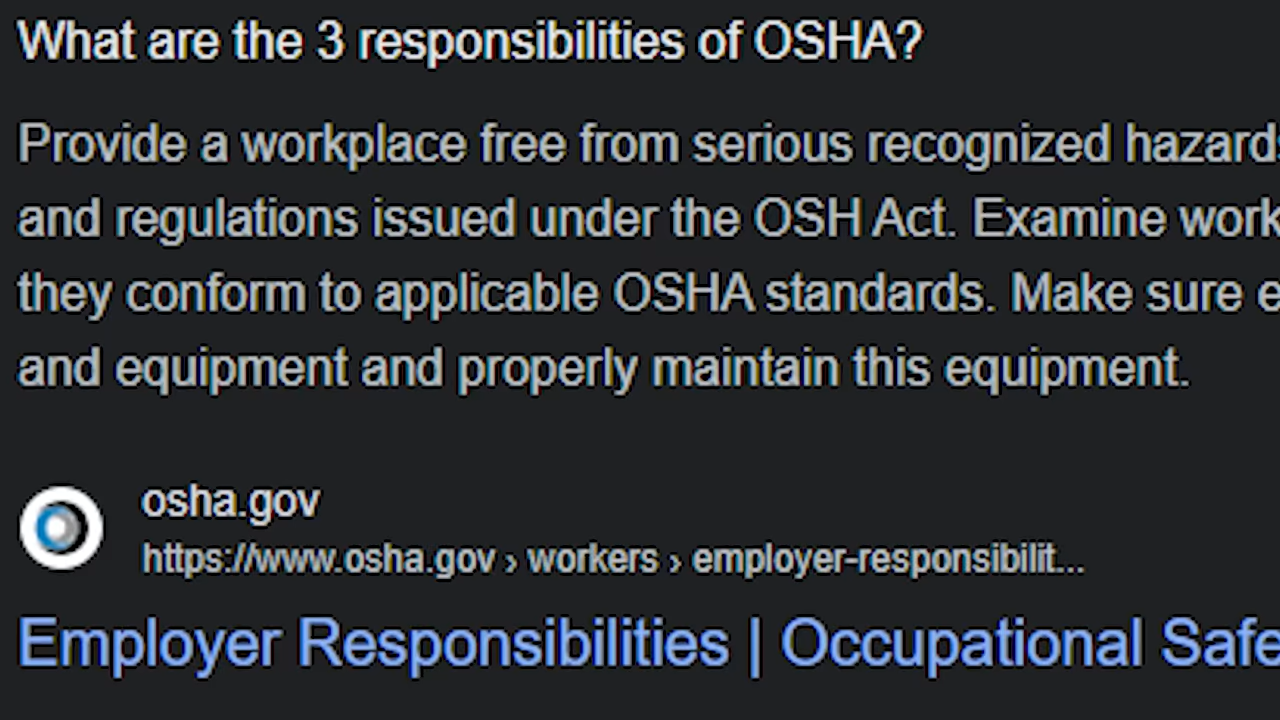 What are the 3 responsibilities of OSHA?
Provide a workplace free from serious recognized hazards
and regulations issued under the OSH Act. Examine work
they conform to applicable OSHA standards. Make sure e
and equipment and properly maintain this equipment.
osha.gov
https://www.osha.gov › workers › employer-responsibilit...
Employer Responsibilities | Occupational Safe